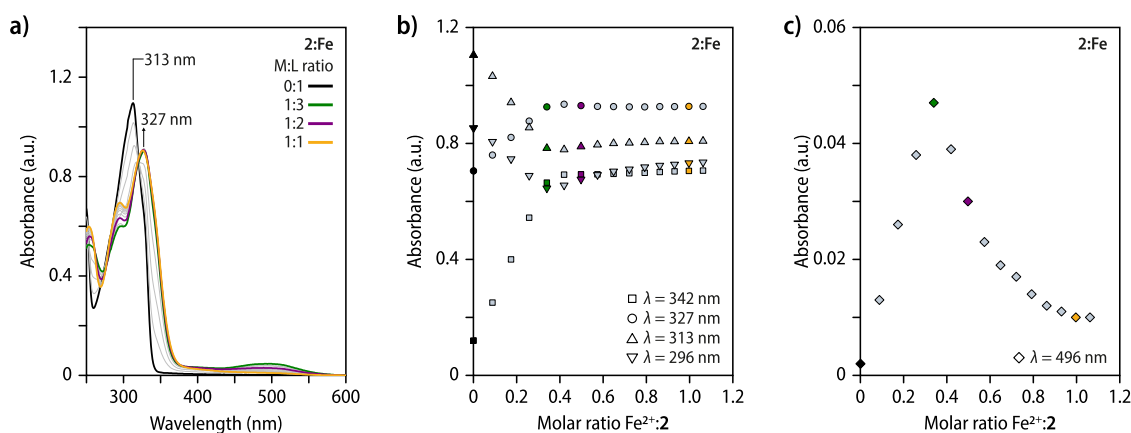 a)
2:Fe
M:L ratio
0:1
1:3
1:2
1:1
313 nm
327 nm
1.2
0.8
0.4
0
300
400
500
600
Absorbance (a.u.)
Wavelength (nm)
b)
2:Fe
1.2
0.8
0.4
0
0
0.2
0.4
0.6
0.8
1.0
1.2
λ = 342 nm
λ = 327 nm
λ = 313 nm
λ = 296 nm
Absorbance (a.u.)
Molar ratio Fe²⁺:2
c)
2:Fe
0.06
0.04
0.02
0
0
0.2
0.4
0.6
0.8
1.0
1.2
λ = 496 nm
Absorbance (a.u.)
Molar ratio Fe²⁺:2